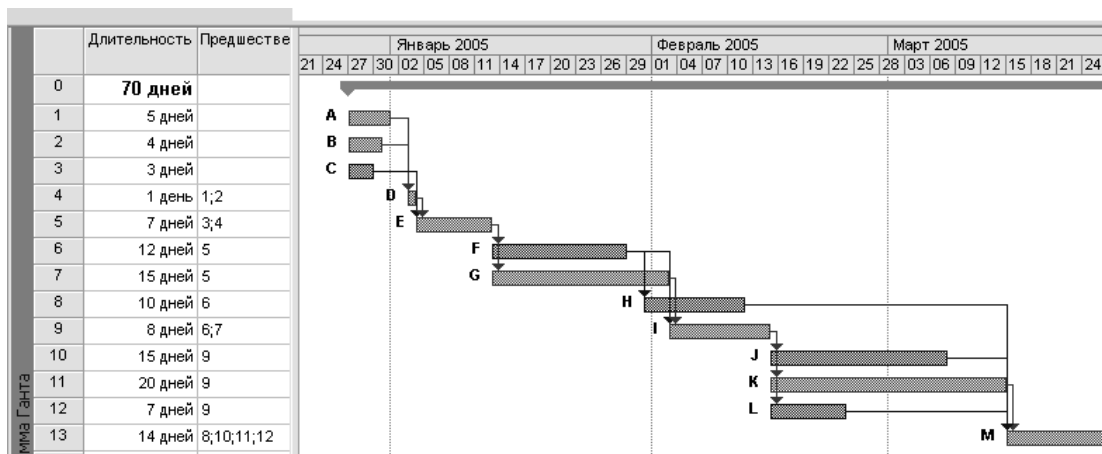 Длительность Предшестве
Январь 2005 Февраль 2005 Март 2005
21 24 27 30 02 05 08 11 14 17 20 23 26 29 01 04 07 10 13 16 19 22 25 28 03 06 09 12 15 18 21 24
0 70 дней
1 5 дней A
2 4 дней B
3 3 дней C
4 1 день 1;2 D
5 7 дней 3;4 E
6 12 дней 5 F
7 15 дней 5 G
8 10 дней 6 H
9 8 дней 6;7 I
10 15 дней 9 J
11 20 дней 9 K
12 7 дней 9 L
13 14 дней 8;10;11;12 M
мма Ганта